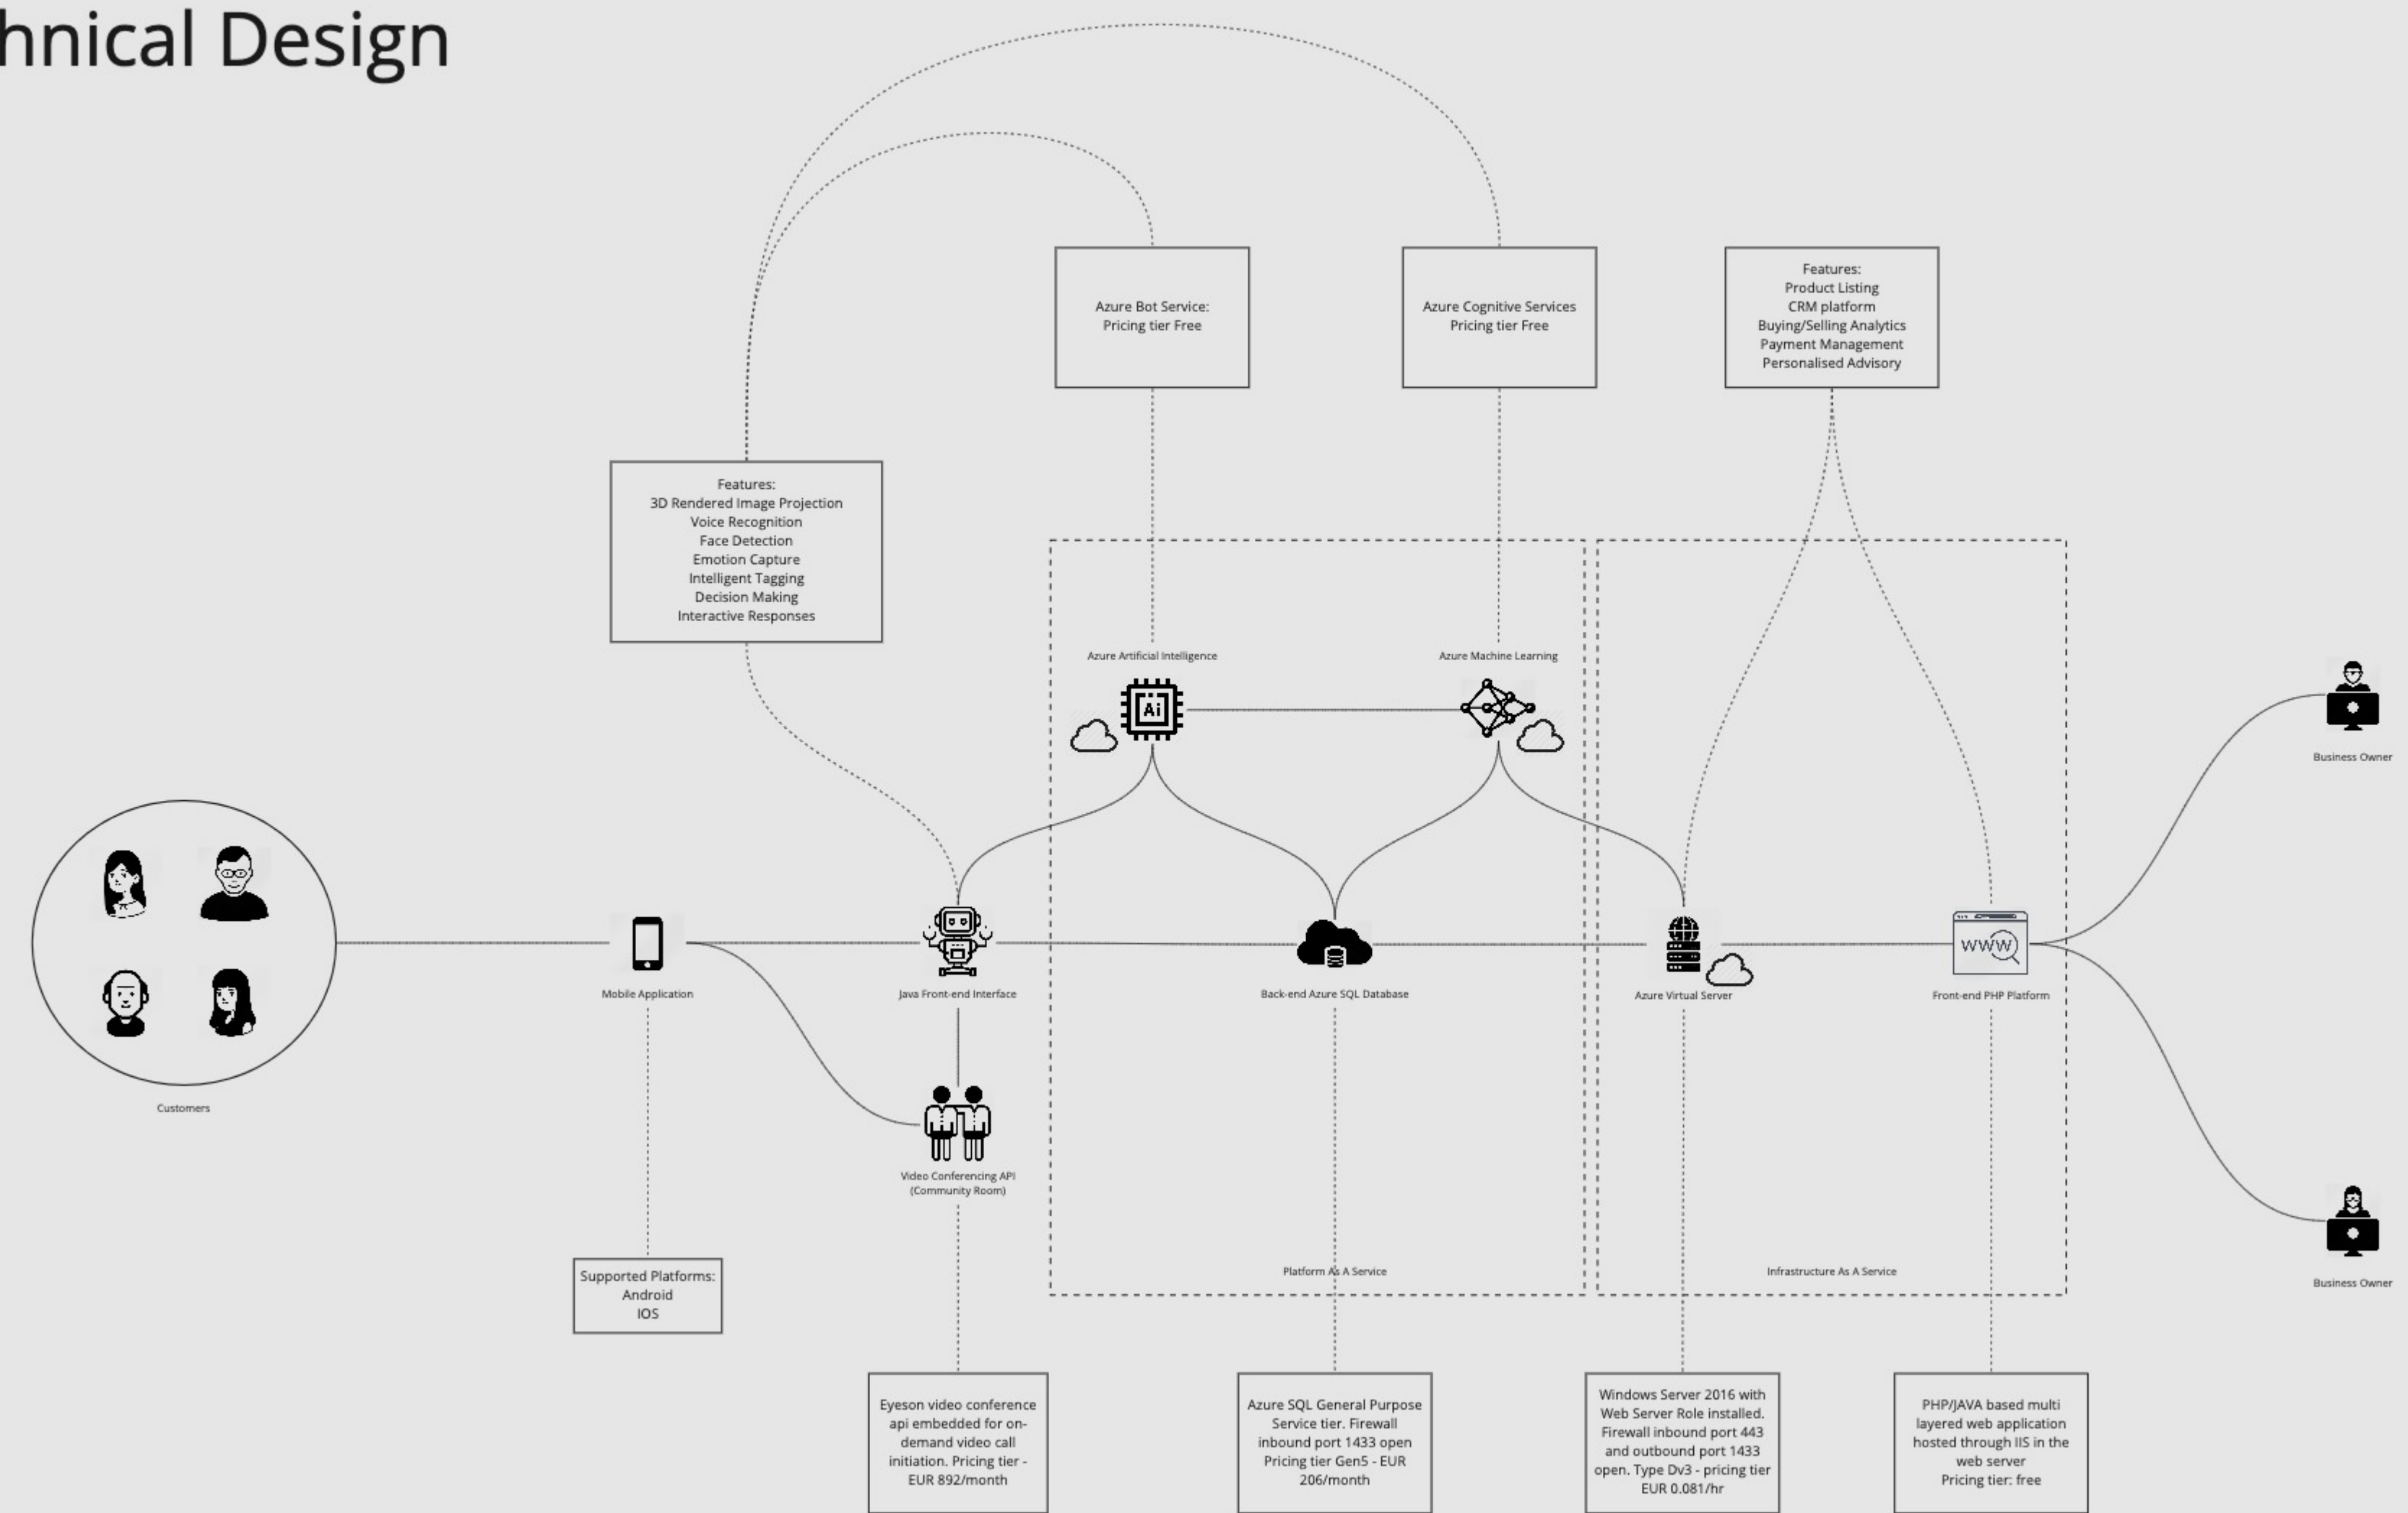 hnical Design
Azure Bot Service:
Pricing tier Free
Azure Cognitive Services
Pricing tier Free
Features:
Product Listing
CRM platform
Buying/Selling Analytics
Payment Management
Personalised Advisory
Features:
3D Rendered Image Projection
Voice Recognition
Face Detection
Emotion Capture
Intelligent Tagging
Decision Making
Interactive Responses
Azure Artificial Intelligence
Ai
Azure Machine Learning
Business Owner
Customers
Mobile Application
Java Front-end Interface
Back-end Azure SQL Database
Azure Virtual Server
WWW
Front-end PHP Platform
Video Conferencing API
(Community Room)
Platform As A Service
Infrastructure As A Service
Business Owner
Supported Platforms:
Android
IOS
Eyeson video conference
api embedded for on-
demand video call
initiation. Pricing tier -
EUR 892/month
Azure SQL General Purpose
Service tier. Firewall
inbound port 1433 open
Pricing tier Gen5 - EUR
206/month
Windows Server 2016 with
Web Server Role installed.
Firewall inbound port 443
and outbound port 1433
open. Type Dv3 - pricing tier
EUR 0.081/hr
PHP/JAVA based multi
layered web application
hosted through IIS in the
web server
Pricing tier: free